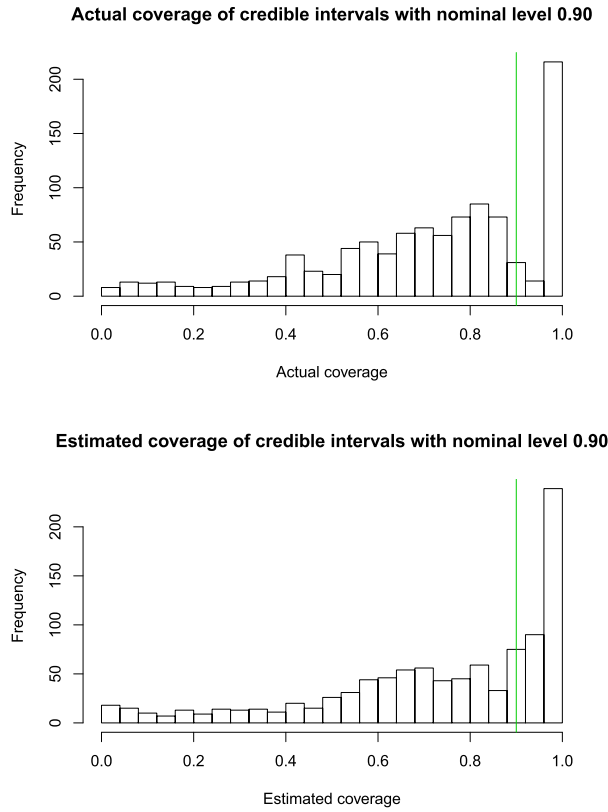 Actual coverage of credible intervals with nominal level 0.90
Frequency
200
150
100
50
0
0.0 0.2 0.4 0.6 0.8 1.0
Actual coverage
Estimated coverage of credible intervals with nominal level 0.90
Frequency
200
150
100
50
0
0.0 0.2 0.4 0.6 0.8 1.0
Estimated coverage